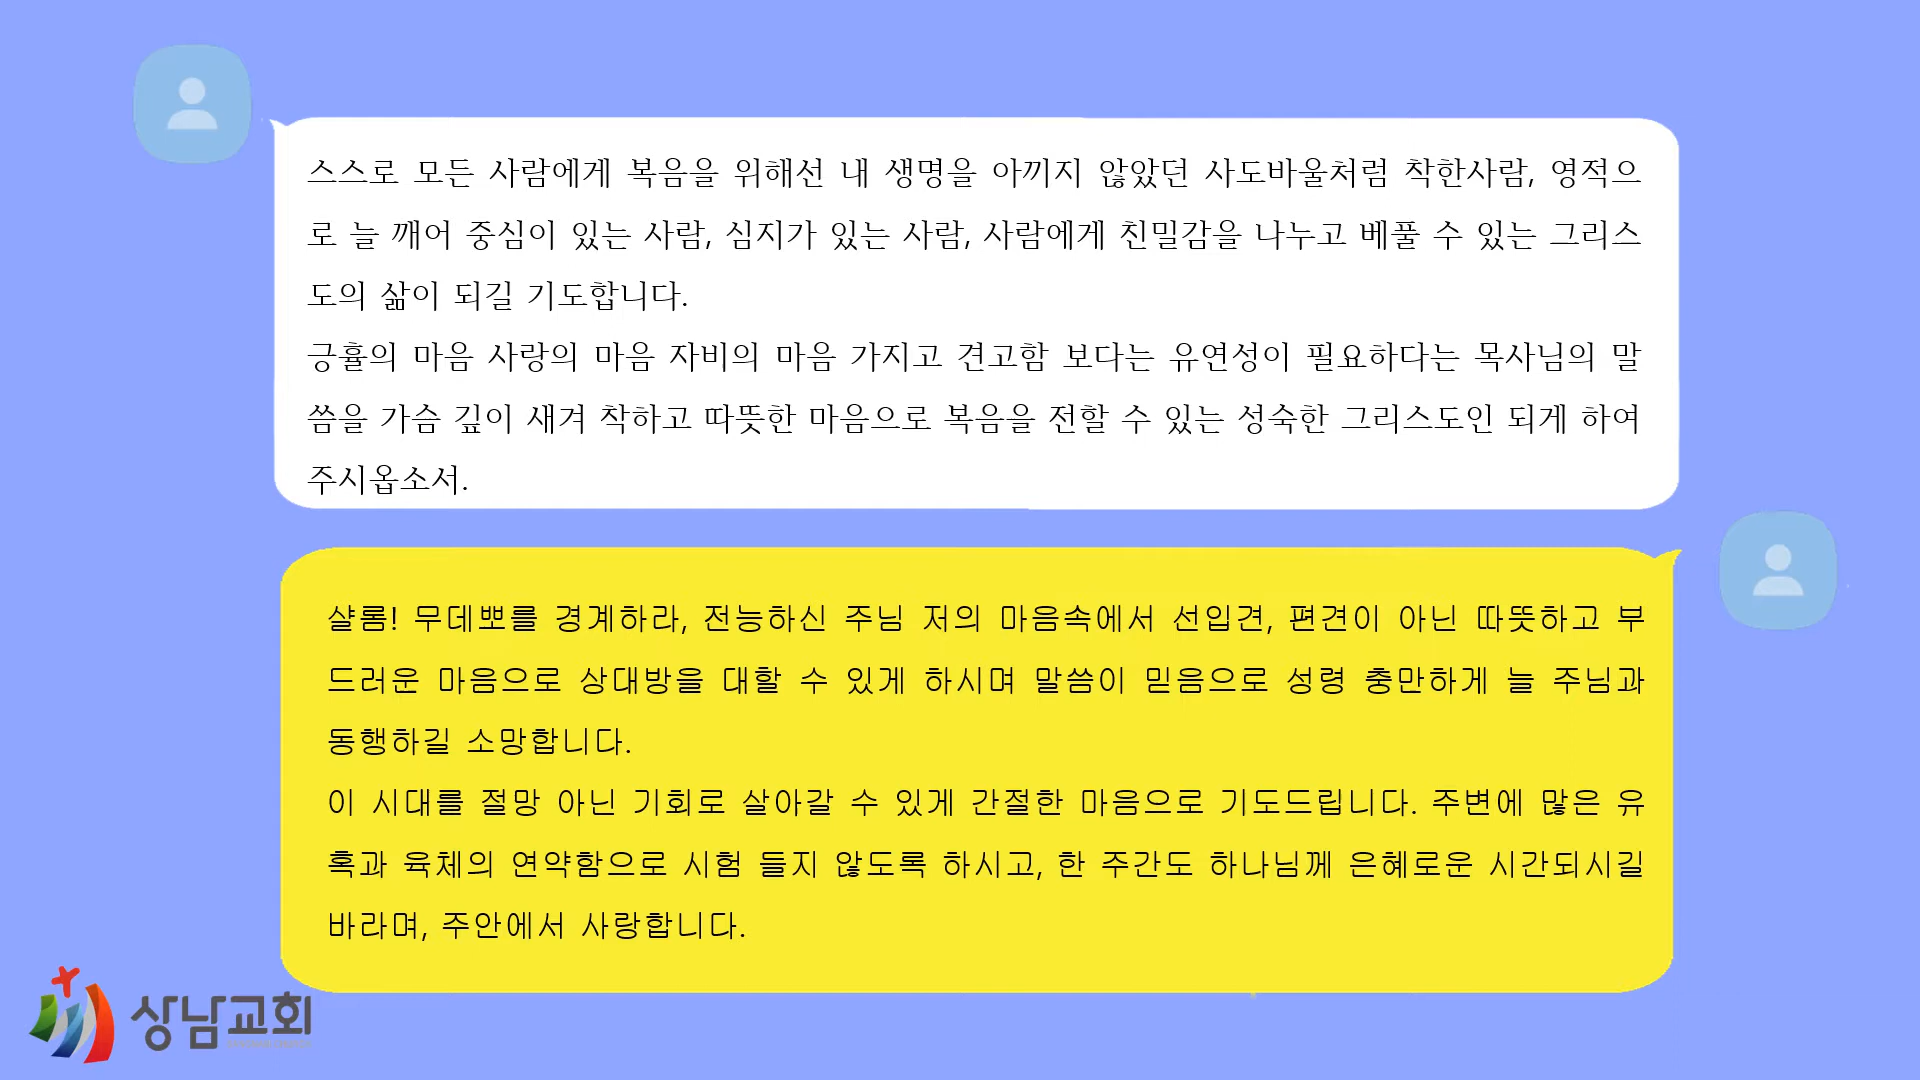 스스로 모든 사람에게 복음을 위해선 내 생명을 아끼지 않았던 사도바울처럼 착한사람, 영적으
로 늘 깨어 중심이 있는 사람, 심지가 있는 사람, 사람에게 친밀감을 나누고 베풀 수 있는 그리스
도의 삶이 되길 기도합니다.
긍휼의 마음 사랑의 마음 자비의 마음 가지고 견고함 보다는 유연성이 필요하다는 목사님의 말
씀을 가슴 깊이 새겨 착하고 따뜻한 마음으로 복음을 전할 수 있는 성숙한 그리스도인 되게 하여
주시옵소서.
샬롬! 무데뽀를 경계하라, 전능하신 주님 저의 마음속에서 선입견, 편견이 아닌 따뜻하고 부
드러운 마음으로 상대방을 대할 수 있게 하시며 말씀이 믿음으로 성령 충만하게 늘 주님과
동행하길 소망합니다.
이 시대를 절망 아닌 기회로 살아갈 수 있게 간절한 마음으로 기도드립니다. 주변에 많은 유
혹과 육체의 연약함으로 시험 들지 않도록 하시고, 한 주간도 하나님께 은혜로운 시간되시길
바라며, 주안에서 사랑합니다.
상남교회